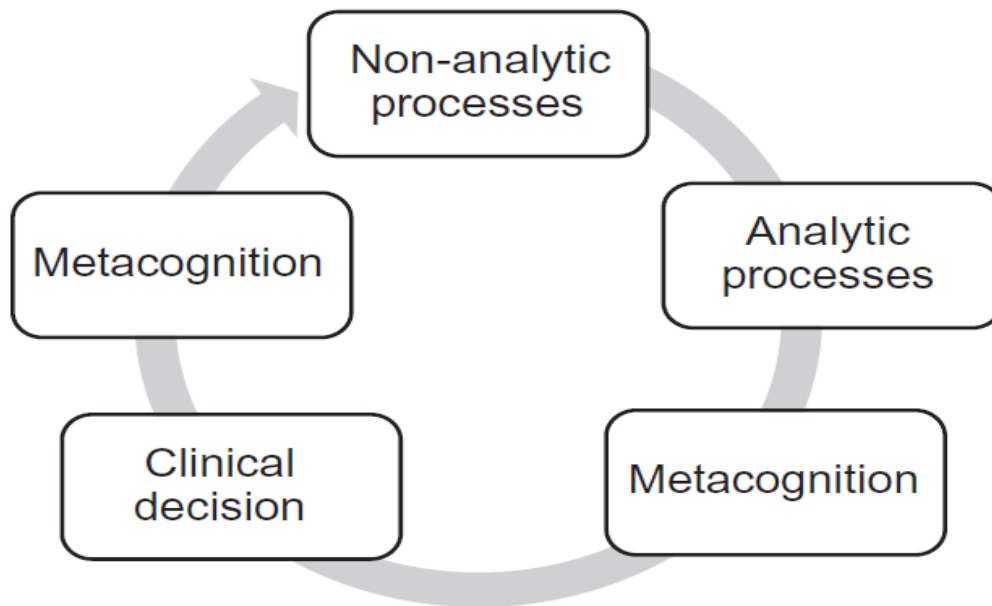 Non-analytic
processes
Analytic
processes
Metacognition
Clinical
decision
Metacognition